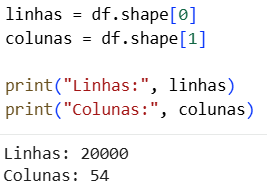 linhas = df.shape[0]
colunas = df.shape[1]
print("Linhas:", linhas)
print("Colunas:", colunas)
Linhas: 20000
Colunas: 54